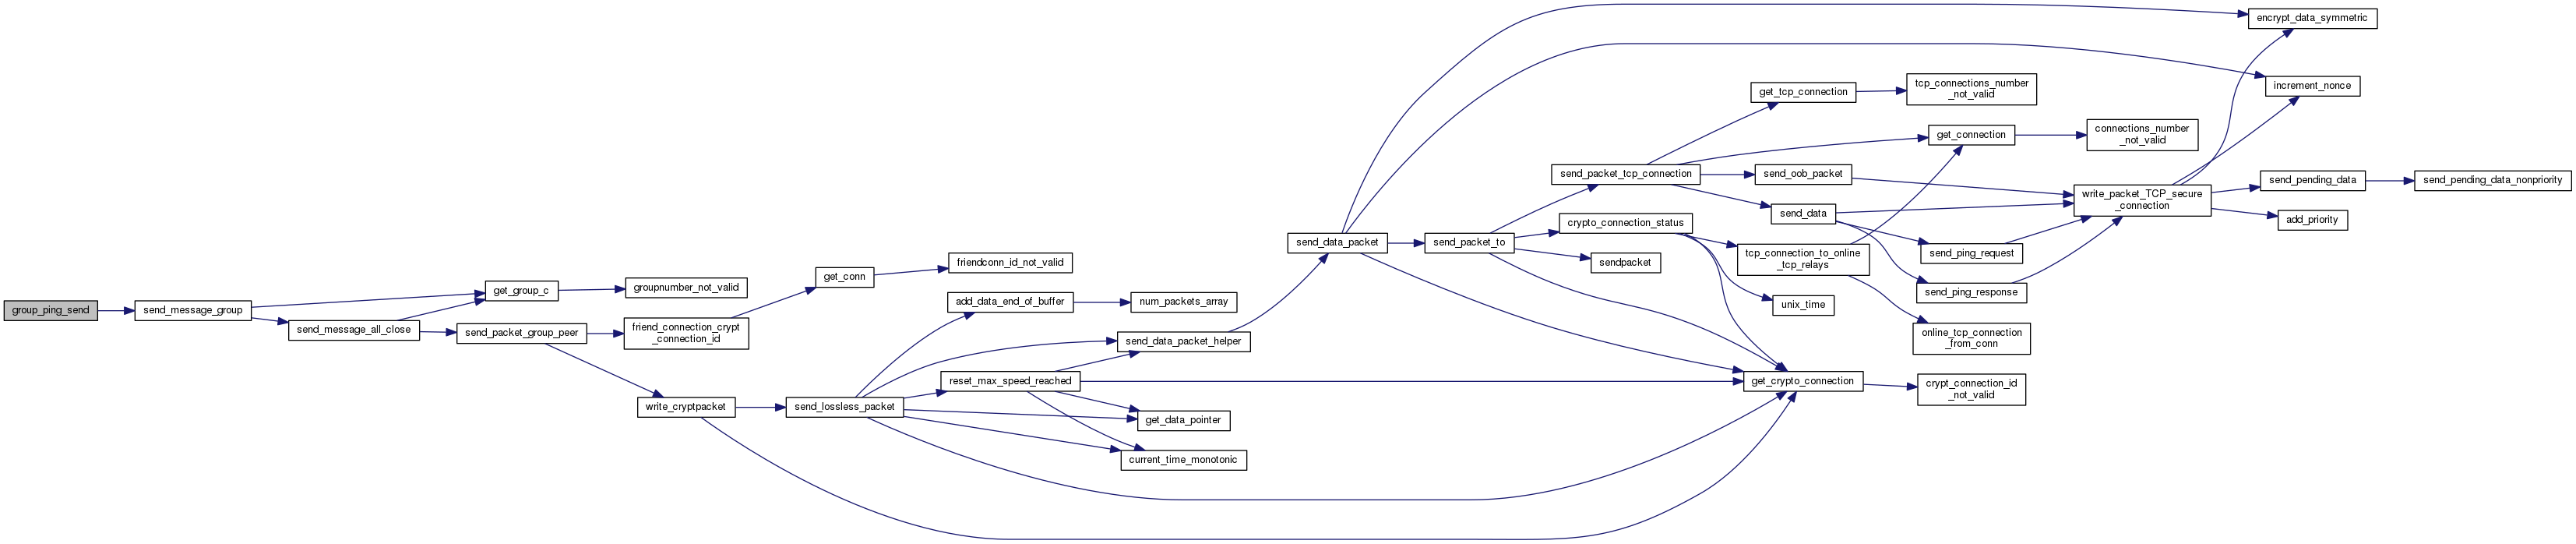 group_ping_send
send_message_group
send_message_all_close
get_group_c
send_packet_group_peer
groupnumber_not_valid
friend_connection_crypt
_connection_id
write_cryptpacket
get_conn
send_lossless_packet
friendconn_id_not_valid
add_data_end_of_buffer
reset_max_speed_reached
num_packets_array
send_data_packet_helper
get_data_pointer
current_time_monotonic
send_data_packet
send_packet_to
send_packet_tcp_connection
crypto_connection_status
sendpacket
get_tcp_connection
send_oob_packet
send_data
tcp_connection_to_online
_tcp_relays
unix_time
get_crypto_connection
tcp_connections_number
_not_valid
get_connection
send_ping_request
send_ping_response
online_tcp_connection
_from_conn
crypt_connection_id
_not_valid
connections_number
_not_valid
write_packet_TCP_secure
_connection
encrypt_data_symmetric
increment_nonce
send_pending_data
add_priority
send_pending_data_nonpriority